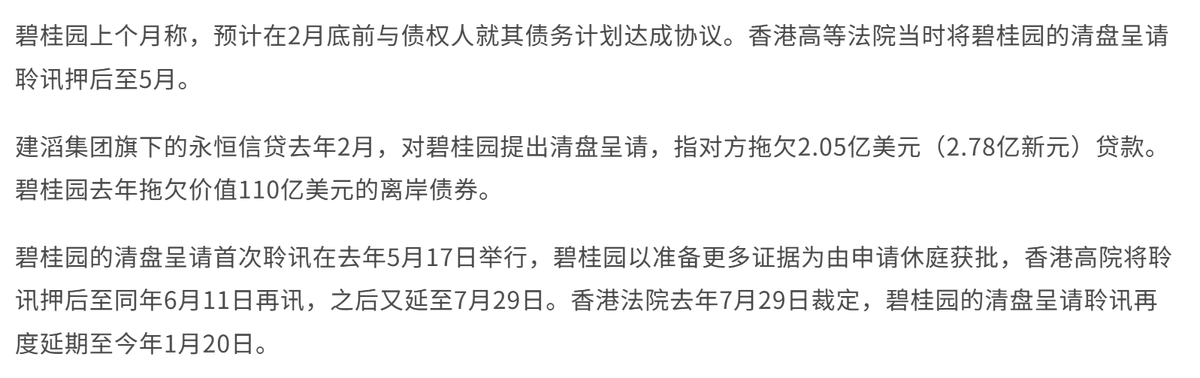 碧桂园上个月称，预计在2月底前与债权人就其债务计划达成协议。香港高等法院当时将碧桂园的清盘呈请
聆讯押后至5月。
建滔集团旗下的永恒信贷去年2月，对碧桂园提出清盘呈请，指对方拖欠2.05亿美元（2.78亿新元）贷款。
碧桂园去年拖欠价值110亿美元的离岸债券。
碧桂园的清盘呈请首次聆讯在去年5月17日举行，碧桂园以准备更多证据为由申请休庭获批，香港高院将聆
讯押后至同年6月11日再讯，之后又延至7月29日。香港法院去年7月29日裁定，碧桂园的清盘呈请聆讯再
度延期至今年1月20日。